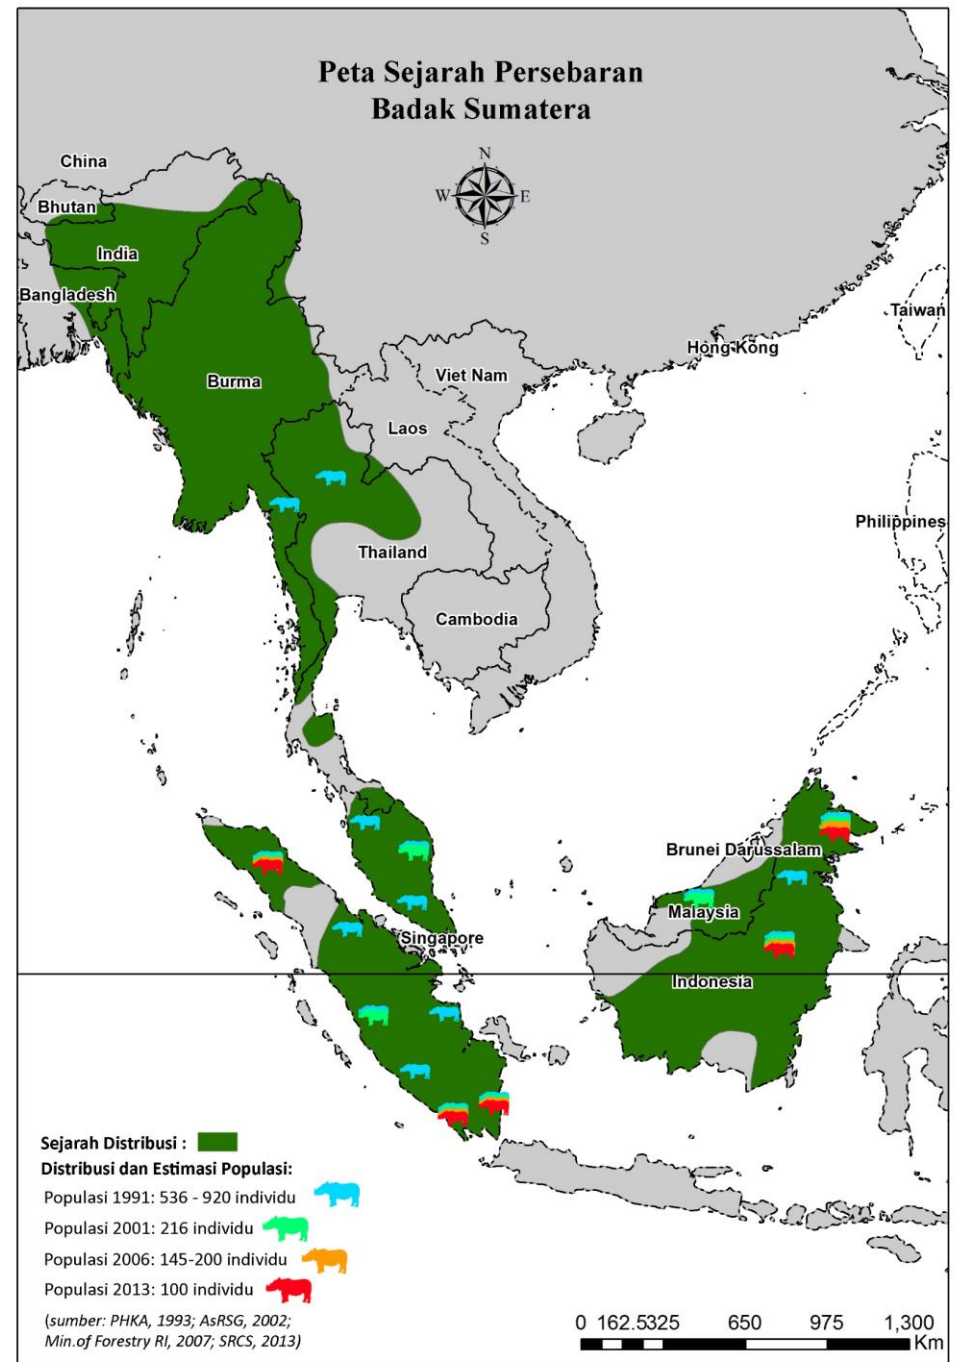 Peta Sejarah Persebaran
Badak Sumatera
N
W E
S
China
Bhutan
India
Bangladesh
Taiwan
Hong Kong
Viet Nam
Burma
Laos
Philippines
Thailand
Cambodia
Brunei Darussalam
Malaysia
Singapore
Indonesia
Sejarah Distribusi :
Distribusi dan Estimasi Populasi:
Populasi 1991: 536 - 920 individu
Populasi 2001: 216 individu
Populasi 2006: 145-200 individu
Populasi 2013: 100 individu
(sumber: PHKA, 1993; AsRSG, 2002;
Min.of Forestry RI, 2007; SRCS, 2013)
0 162.5325 650 975 1,300
Km